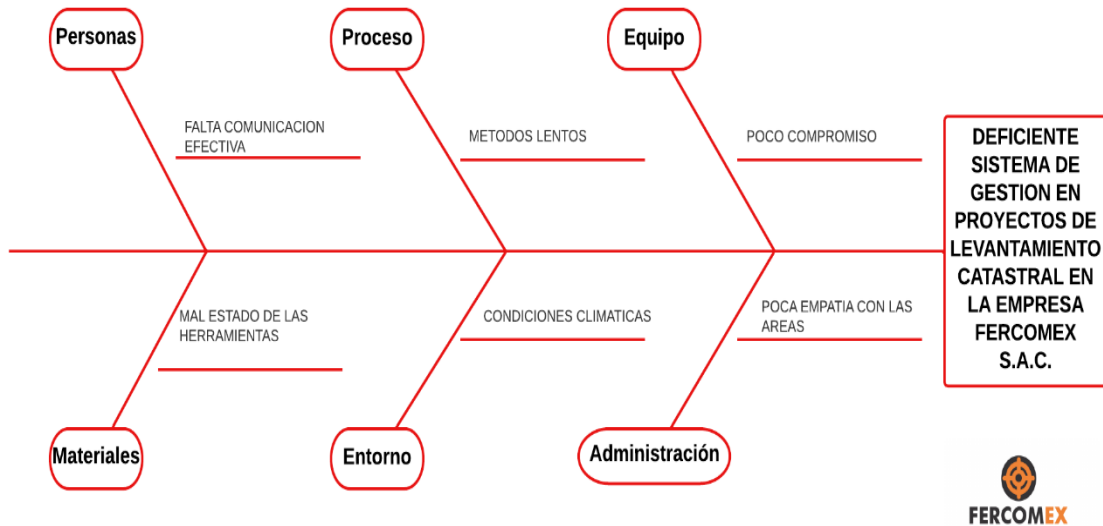 Personas
Proceso
Equipo
FALTA COMUNICACION
EFECTIVA
METODOS LENTOS
POCO COMPROMISO
DEFICIENTE
SISTEMA DE
GESTION EN
PROYECTOS DE
LEVANTAMIENTO
CATASTRAL EN
LA EMPRESA
FERCOMEX
S.A.C.
MAL ESTADO DE LAS
HERRAMIENTAS
CONDICIONES CLIMATICAS
POCA EMPATIA CON LAS
AREAS
Materiales
Entorno
Administración
FERCOMEX